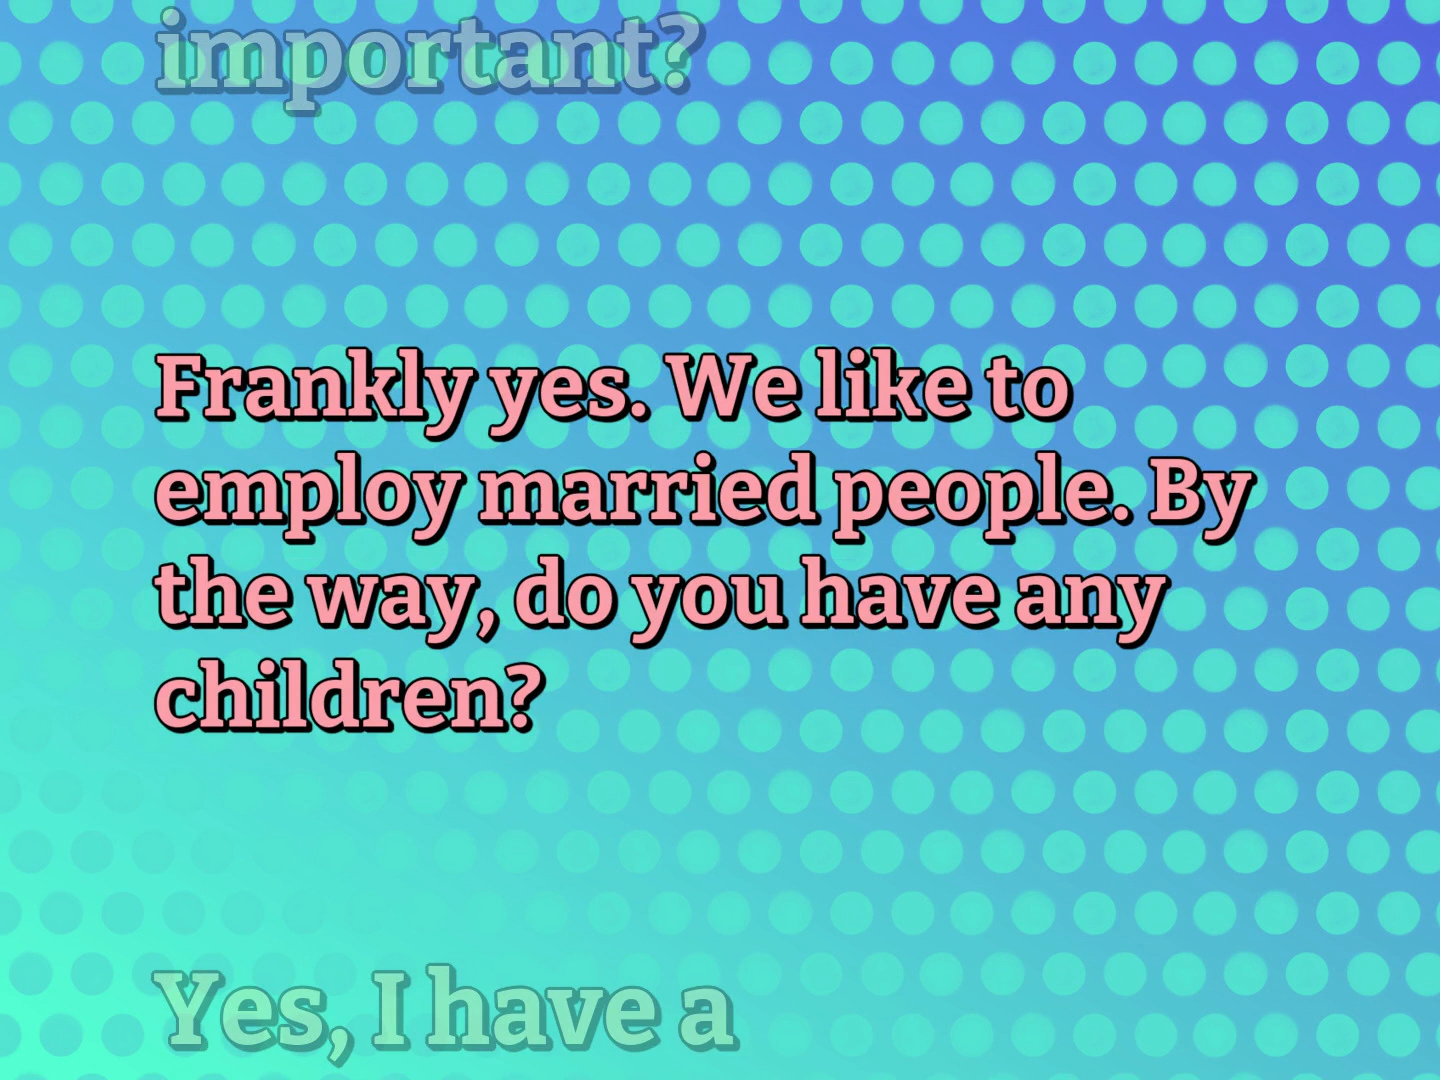 important?
Frankly yes. We like to
employ married people. By
the way, do you have any
children?
Yes, I have a